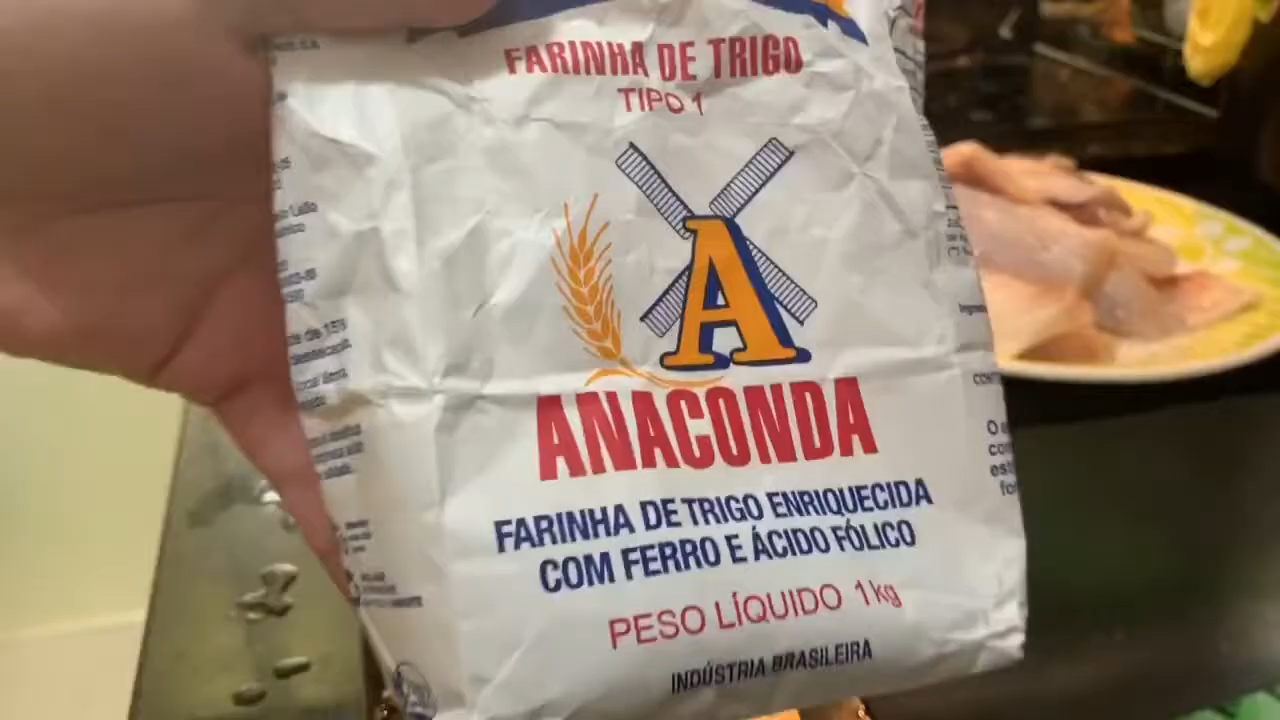 FARINHA DE TRIGO
TIPO 1
A
ANACONDA
FARINHA DE TRIGO ENRIQUECIDA
COM FERRO E ÁCIDO FÓLICO
PESO LÍQUIDO 1kg
INDÚSTRIA BRASILEIRA